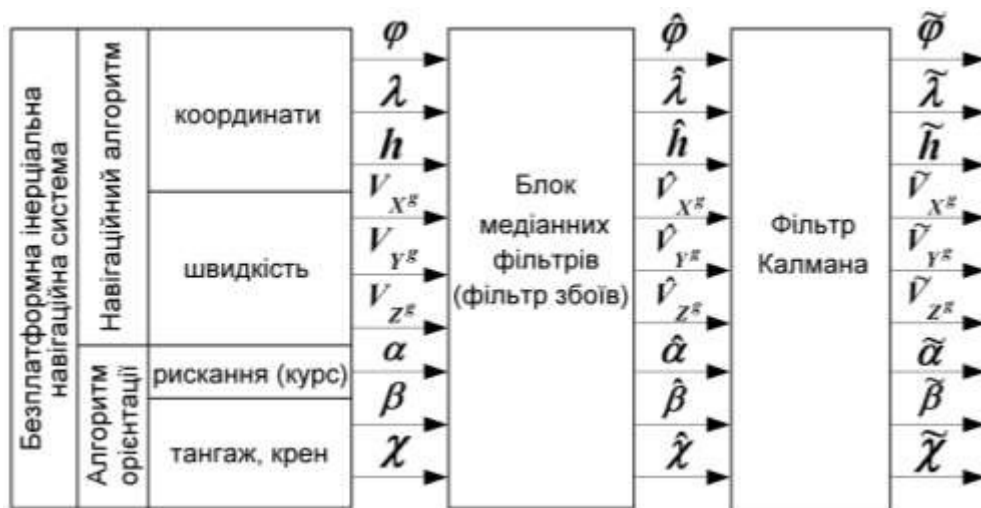 Безплатформна інерціальна
навігаційна система
Навігаційний алгоритм
Алгоритм
орієнтації
координати
швидкість
рискання (курс)
тангаж, крен
φ
λ
h
V_{X^g}
V_{Y^g}
V_{Z^g}
α
β
χ
Блок
медіанних
фільтрів
(фільтр збоїв)
φ̂
λ̂
ĥ
V̂_{X^g}
V̂_{Y^g}
V̂_{Z^g}
α̂
β̂
χ̂
Фільтр
Калмана
φ̃
λ̃
h̃
Ṽ_{X^g}
Ṽ_{Y^g}
Ṽ_{Z^g}
α̃
β̃
χ̃